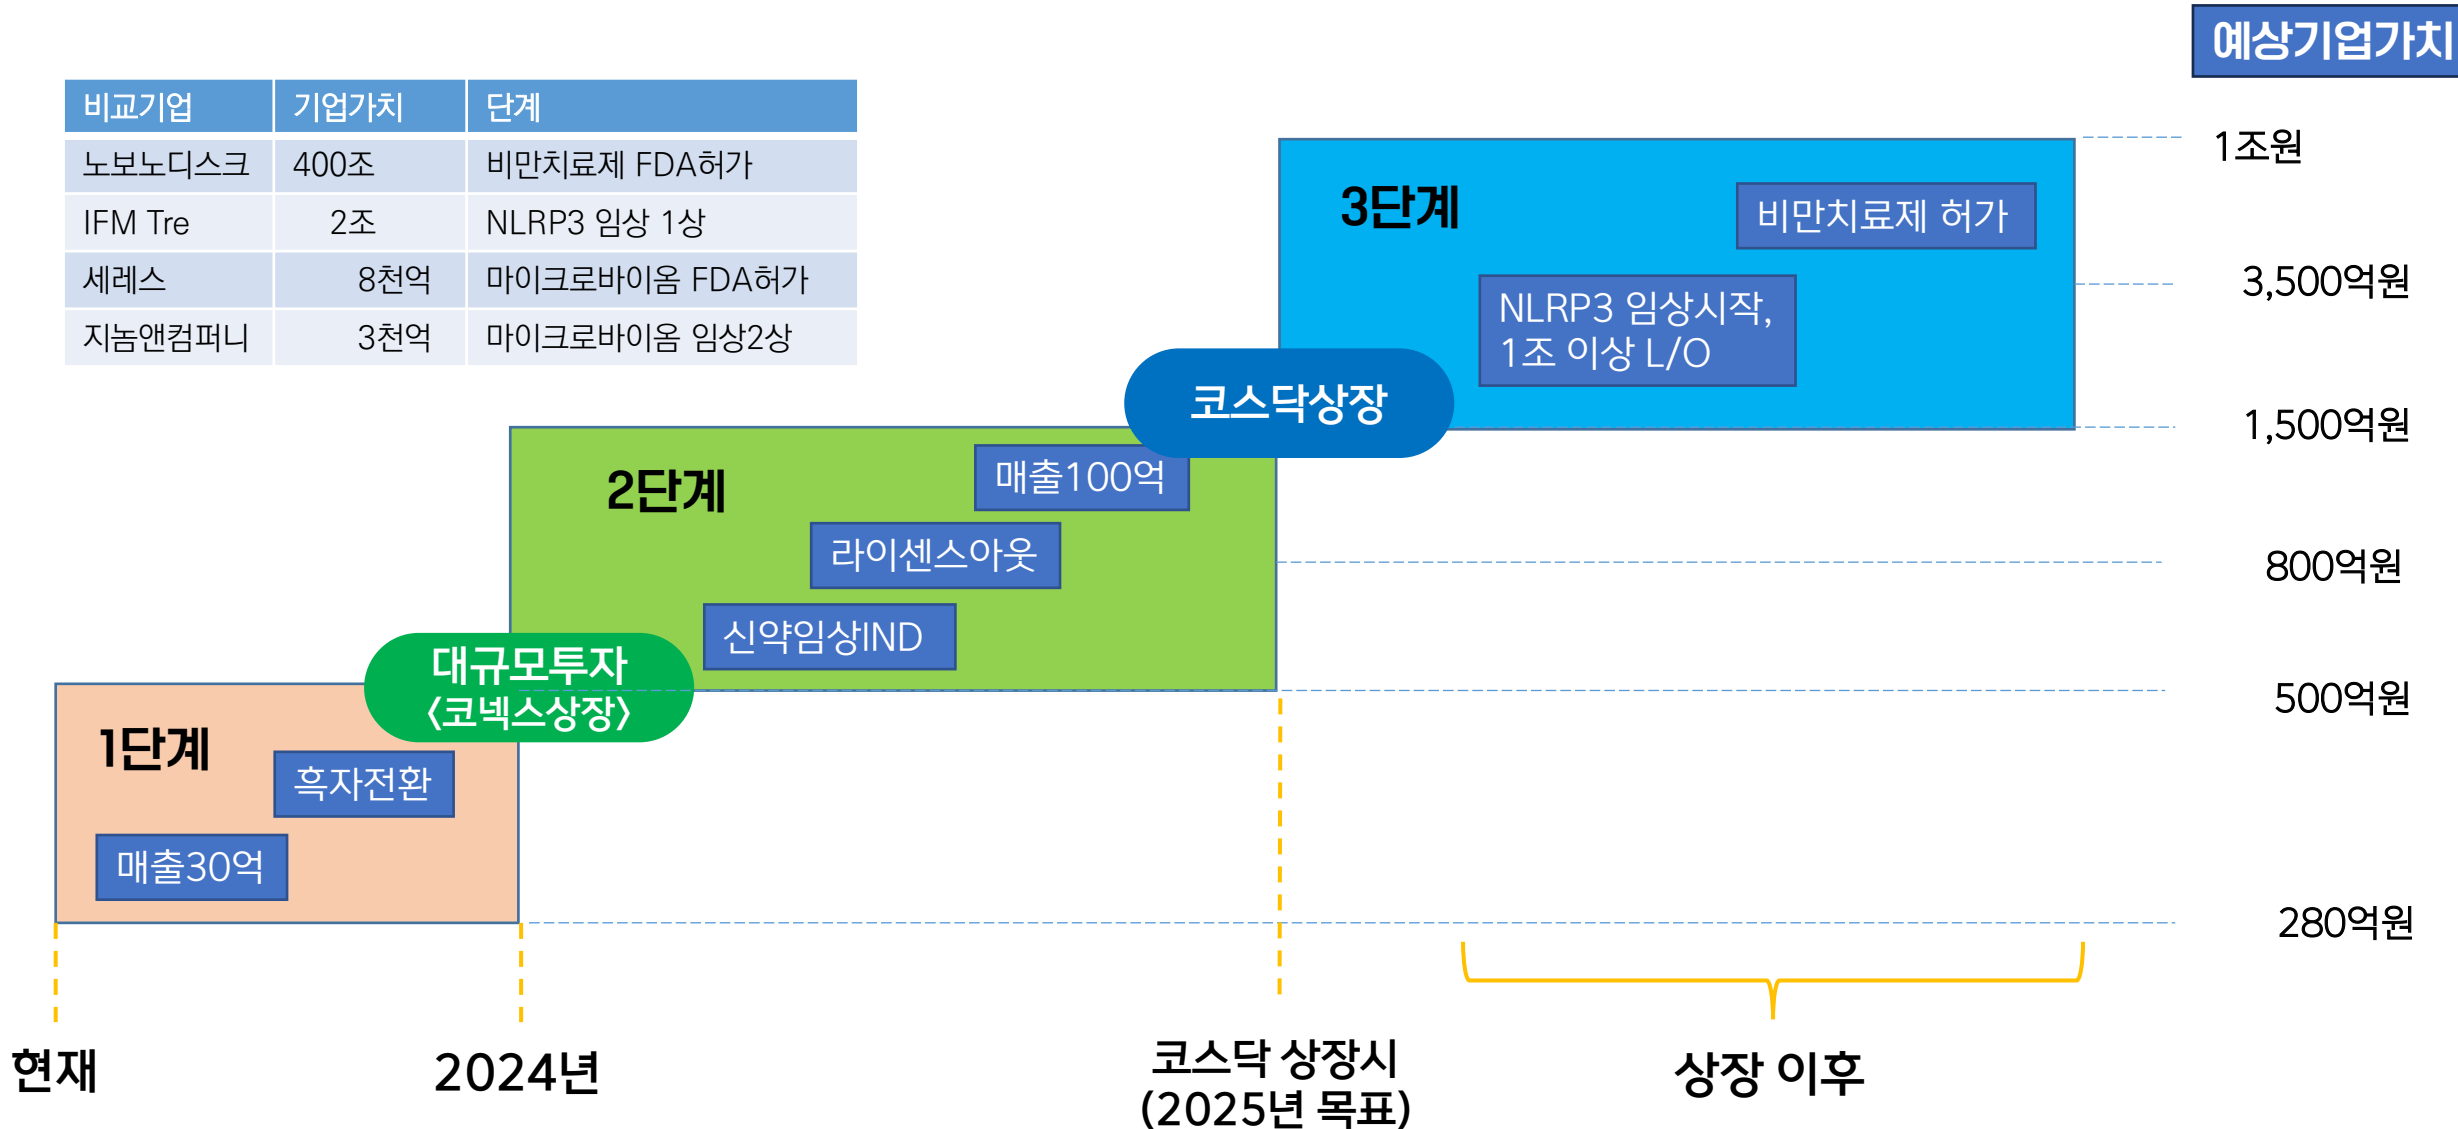 예상기업가치
비교기업 기업가치 단계
노보노디스크 400조 비만치료제 FDA허가
IFM Tre 2조 NLRP3 임상 1상
세레스 8천억 마이크로바이옴 FDA허가
지놈앤컴퍼니 3천억 마이크로바이옴 임상2상
1조원
3단계
비만치료제 허가
3,500억원
NLRP3 임상시작,
1조 이상 L/O
코스닥상장
1,500억원
2단계
매출100억
라이센스아웃
800억원
신약임상IND
대규모투자
<코넥스상장>
500억원
1단계
흑자전환
매출30억
280억원
현재
2024년
코스닥 상장시
(2025년 목표)
상장 이후